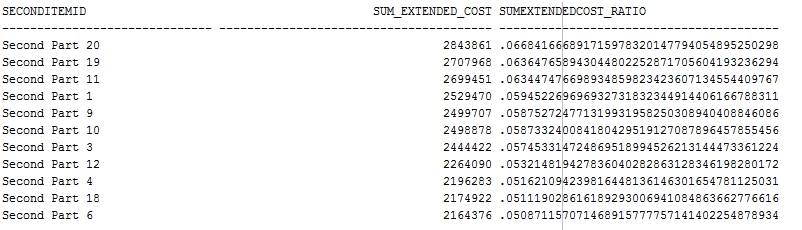 SECONDITEMID SUM_EXTENDED_COST SUMEXTENDEDCOST_RATIO
---------------------------- ------------------------------------ -------------------------------------
Second Part 20 2843861 .0668416668917159783201477940548952502​98
Second Part 19 2707968 .063647658943044802252871705604193236294
Second Part 11 2699451 .063447476698934859823423607134554409767
Second Part 1 2529470 .059452269696932731832344914406166788311
Second Part 9 2499707 .058752724771319931958250308940408846086
Second Part 10 2498878 .058733240084180429519127087896457855456
Second Part 3 2444422 .057453314724869518994526213144473361224
Second Part 12 2264090 .053214819427836040282863128346198280172
Second Part 4 2196283 .051621094239816448136146301654781125031
Second Part 18 2174922 .051119028616189293006941084863662776616
Second Part 6 2164376 .050871157071468915777757141402254878934